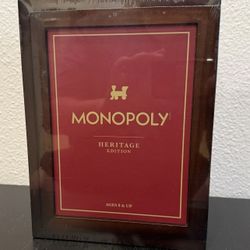 MONOPOLY
HERITAGE
EDITION
AGES 8 & UP